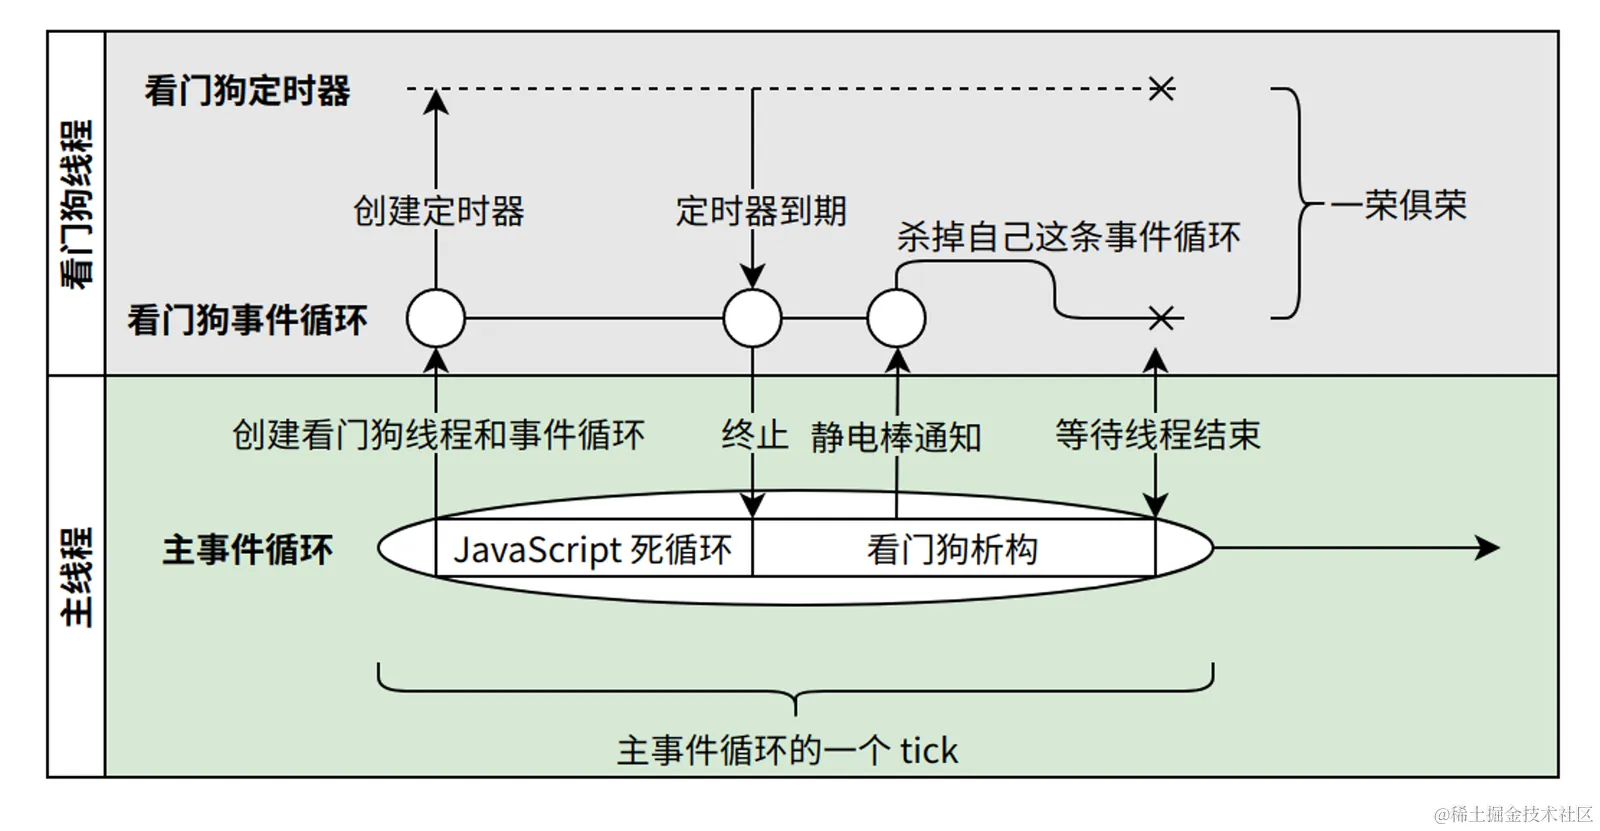 看门狗线程
看门狗定时器
创建定时器
定时器到期
杀掉自己这条事件循环
一荣俱荣
看门狗事件循环
主线程
创建看门狗线程和事件循环
终止
静电棒通知
等待线程结束
主事件循环
JavaScript 死循环
看门狗析构
主事件循环的一个 tick
@稀土掘金技术社区